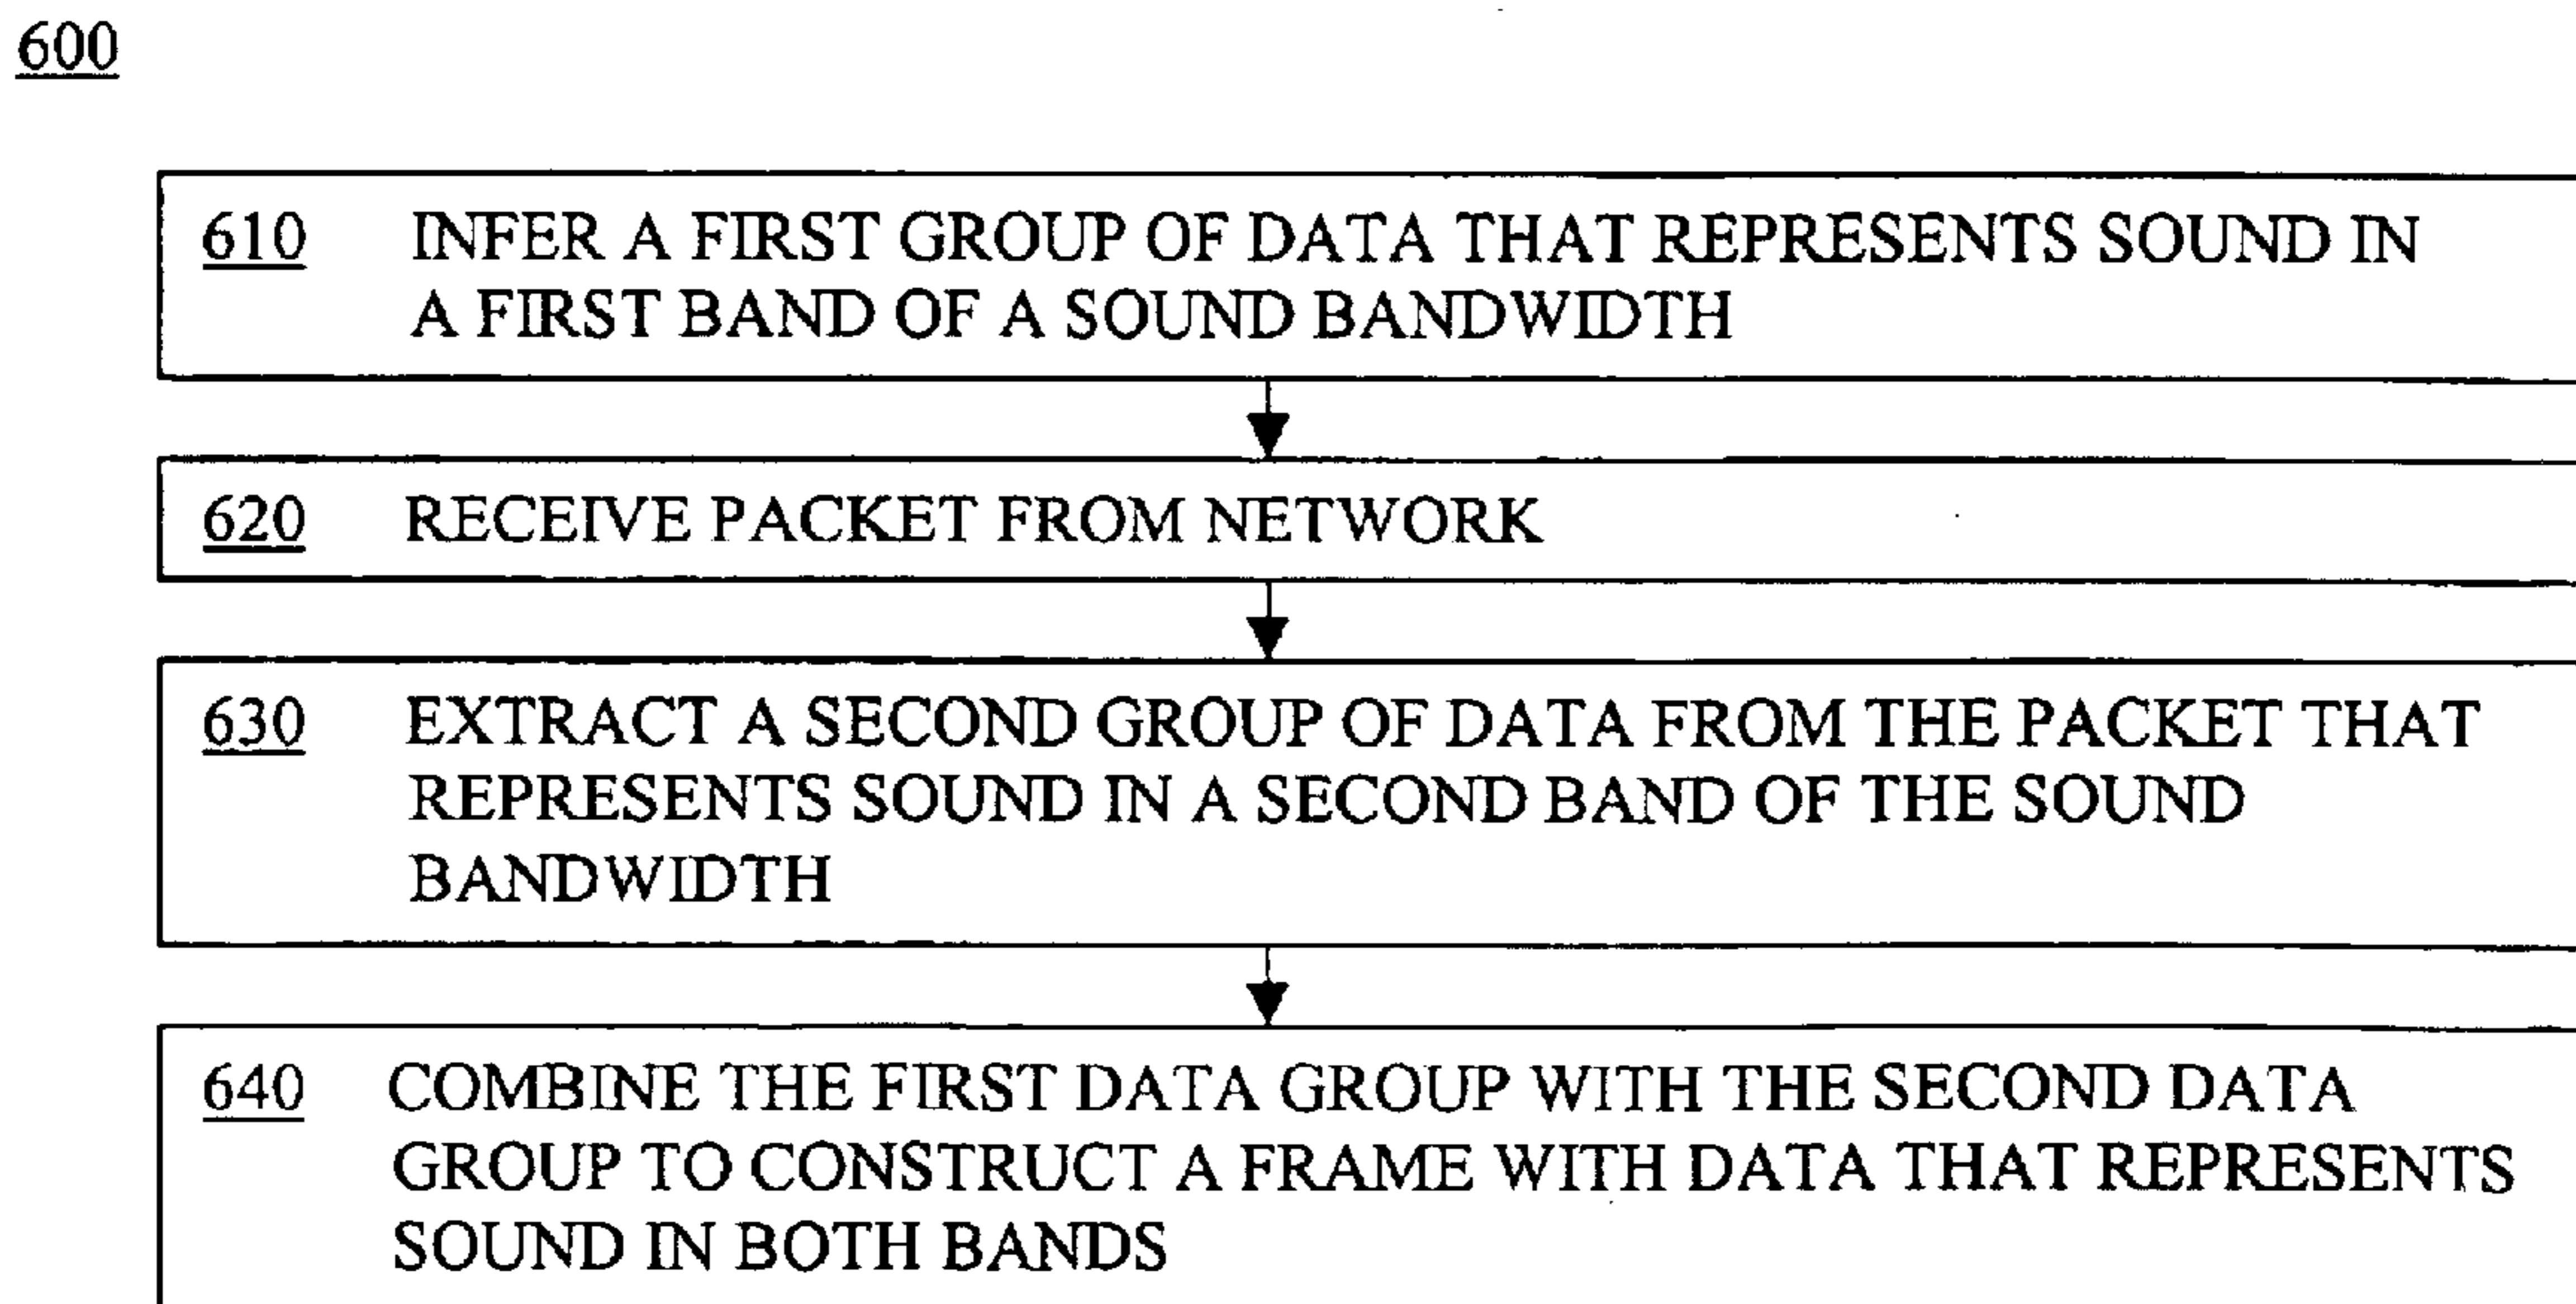 600
610 INFER A FIRST GROUP OF DATA THAT REPRESENTS SOUND IN
A FIRST BAND OF A SOUND BANDWIDTH
620 RECEIVE PACKET FROM NETWORK
630 EXTRACT A SECOND GROUP OF DATA FROM THE PACKET THAT
REPRESENTS SOUND IN A SECOND BAND OF THE SOUND
BANDWIDTH
640 COMBINE THE FIRST DATA GROUP WITH THE SECOND DATA
GROUP TO CONSTRUCT A FRAME WITH DATA THAT REPRESENTS
SOUND IN BOTH BANDS